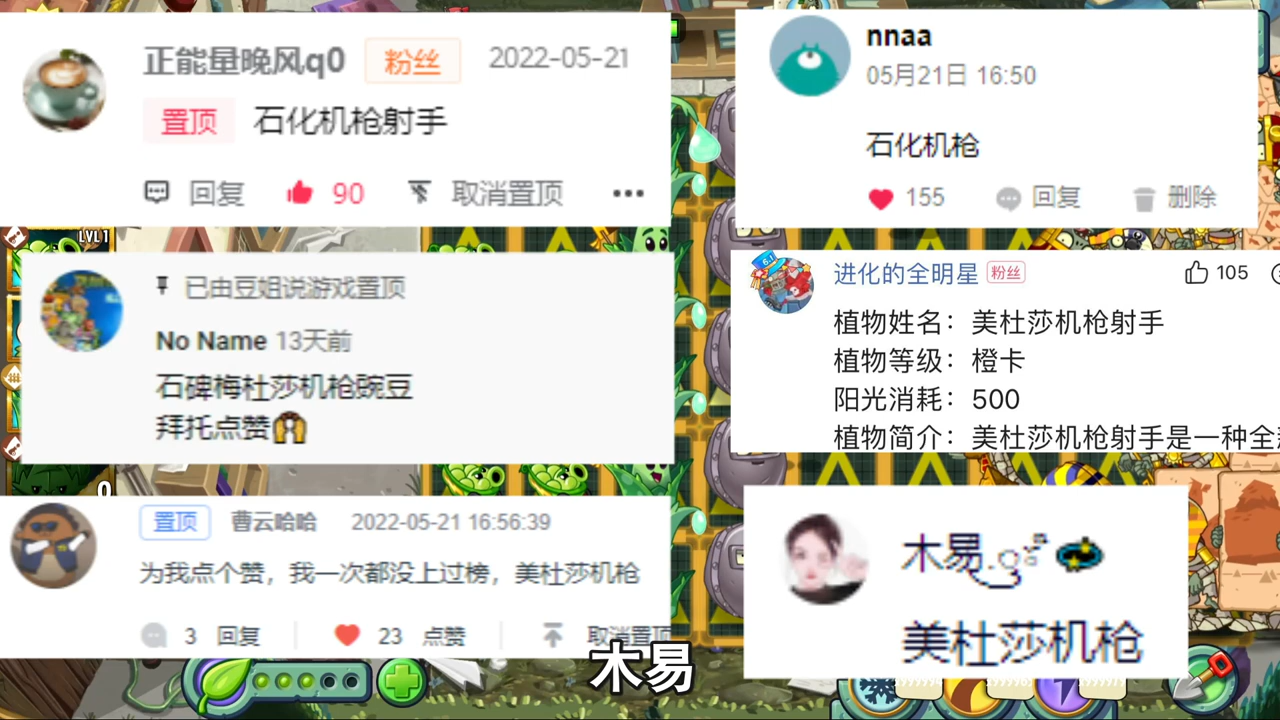 正能量晚风q0 粉丝 2022-05-21
置顶 石化机枪射手
回复 90 取消置顶
nnaa
05月21日 16:50
石化机枪
155 回复 删除
LVL1
已由豆姐说游戏置顶
No Name 13天前
石碑梅杜莎机枪豌豆
拜托点赞
进化的全明星 粉丝 105
植物姓名：美杜莎机枪射手
植物等级：橙卡
阳光消耗：500
植物简介：美杜莎机枪射手是一种全新
0
置顶 曹云哈哈 2022-05-21 16:56:39
为我点个赞，我一次都没上过榜，美杜莎机枪
3 回复 23 点赞 取消置顶
木易
美杜莎机枪
木易